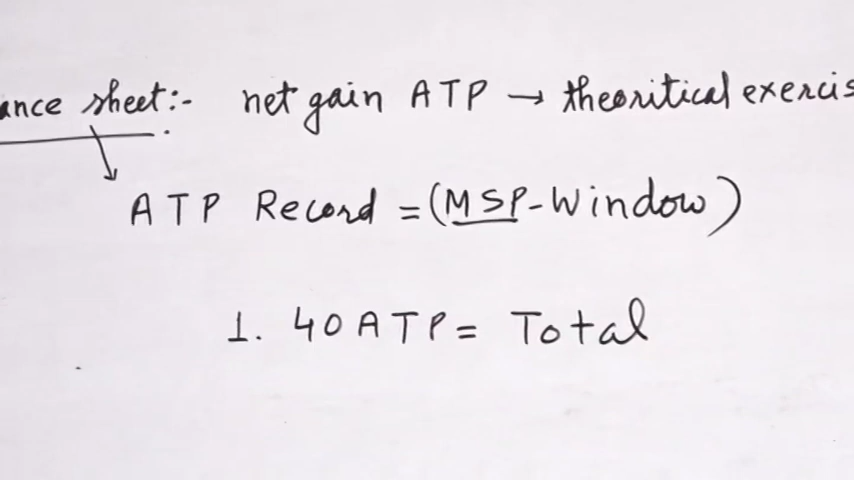 ance sheet:- net gain ATP → theoritical exercis
ATP Record = (MSP-Window)
1. 40 ATP = Total